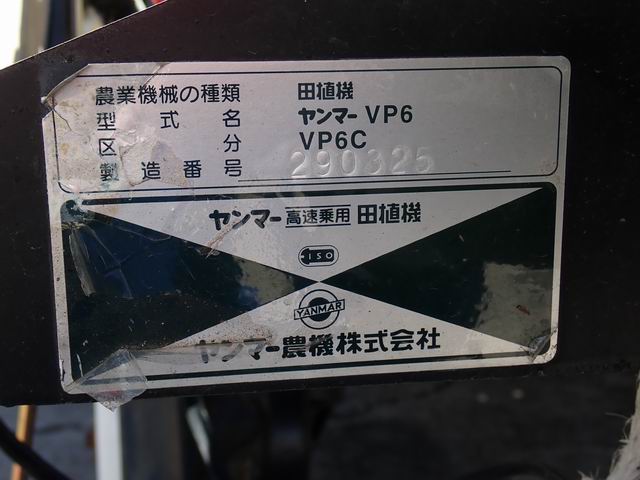 農業機械の種類 田植機
型式名 ヤンマー VP6
区分 VP6C
製造番号 290325
ヤンマー 高速乗用 田植機
ISO
YANMAR
ヤンマー農機株式会社